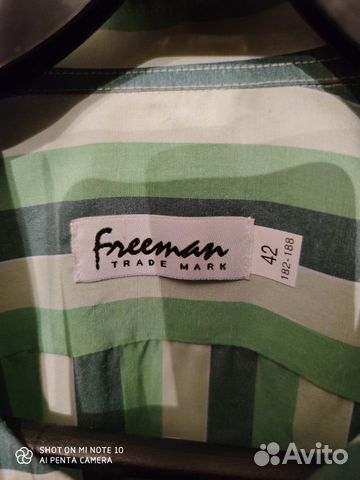 Freeman
TRADE MARK
42
182-188
SHOT ON MI NOTE 10
AI PENTA CAMERA
Avito